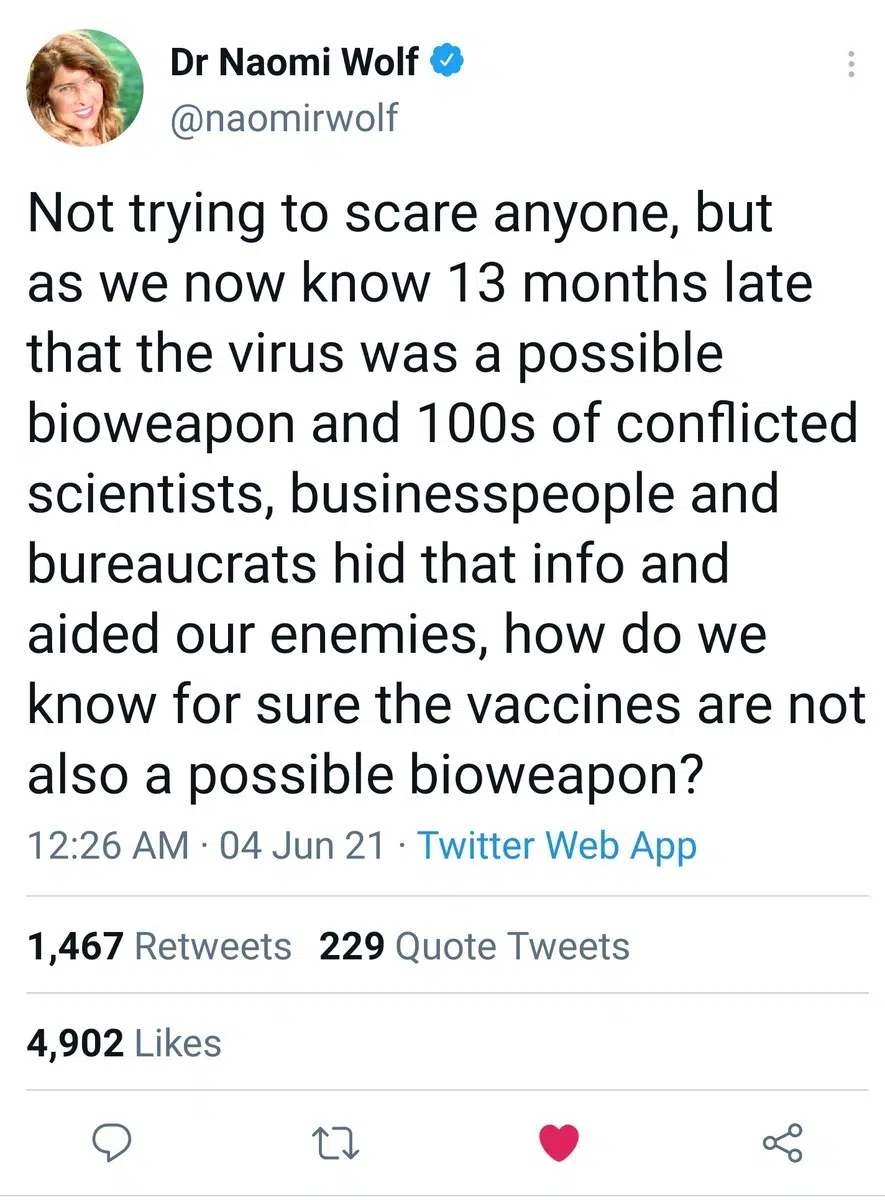 Dr Naomi Wolf
@naomirwolf
Not trying to scare anyone, but
as we now know 13 months late
that the virus was a possible
bioweapon and 100s of conflicted
scientists, businesspeople and
bureaucrats hid that info and
aided our enemies, how do we
know for sure the vaccines are not
also a possible bioweapon?
12:26 AM · 04 Jun 21 · Twitter Web App
1,467 Retweets 229 Quote Tweets
4,902 Likes